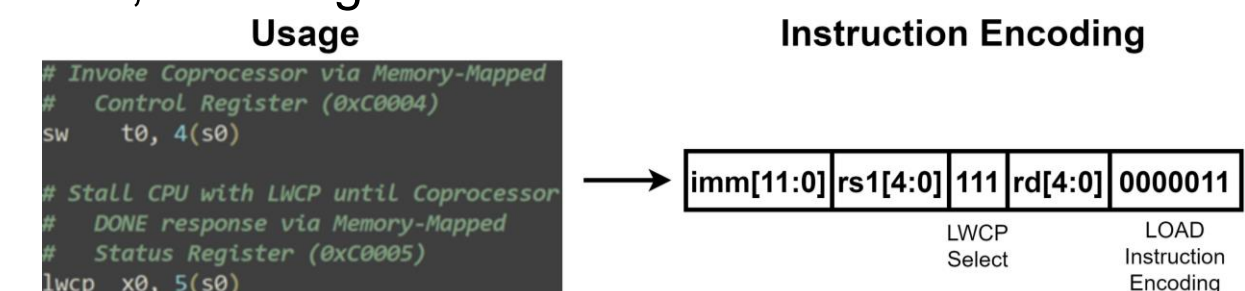 Usage
Instruction Encoding
# Invoke Coprocessor via Memory-Mapped
#   Control Register (0xC0004)
sw    t0, 4(s0)
# Stall CPU with LWCP until Coprocessor
#   DONE response via Memory-Mapped
#   Status Register (0xC0005)
lwcp  x0, 5(s0)
imm[11:0] rs1[4:0] 111 rd[4:0] 0000011
LWCP
Select
LOAD
Instruction
Encoding